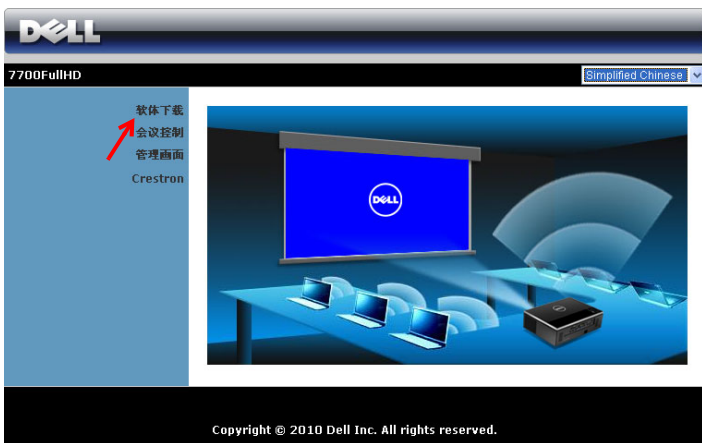 DELL
7700FullHD
Simplified Chinese
软体下载
会议控制
管理画面
Crestron
DELL
Copyright © 2010 Dell Inc. All rights reserved.